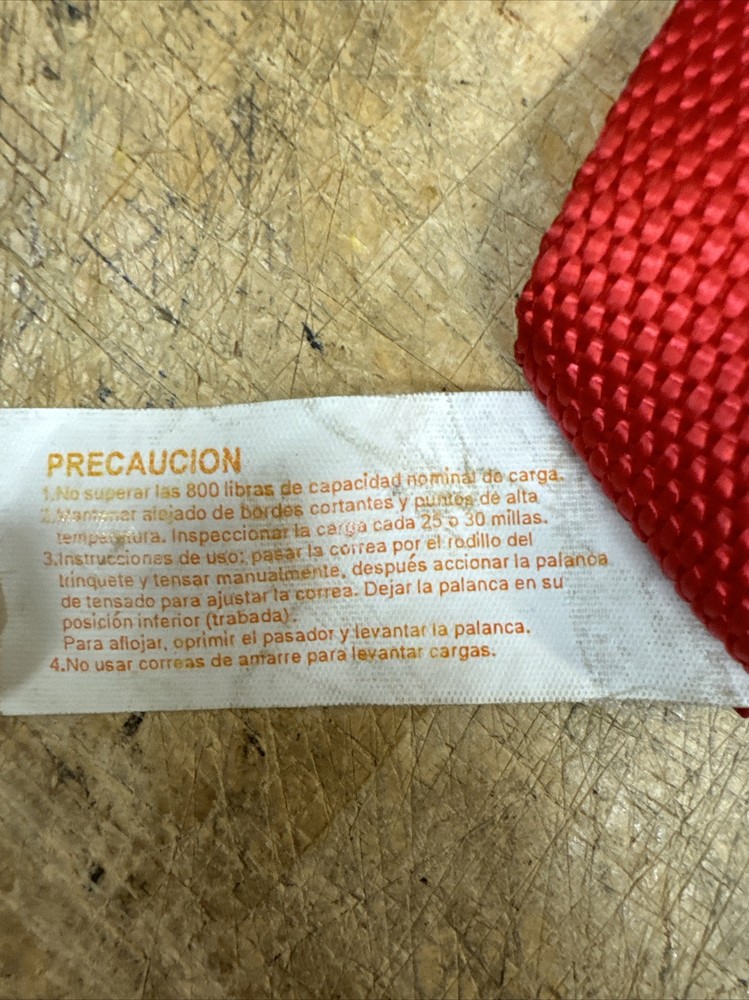 PRECAUCION
1.No superar las 800 libras de capacidad nominal de carga.
2.Mantener alejado de bordes cortantes y puntos de alta
temperatura. Inspeccionar la carga cada 25 o 30 millas.
3.Instrucciones de uso: pasar la correa por el rodillo del
trinquete y tensar manualmente, después accionar la palanca
de tensado para ajustar la correa. Dejar la palanca en su
posición inferior (trabada).
Para aflojar, oprimir el pasador y levantar la palanca.
4.No usar correas de amarre para levantar cargas.